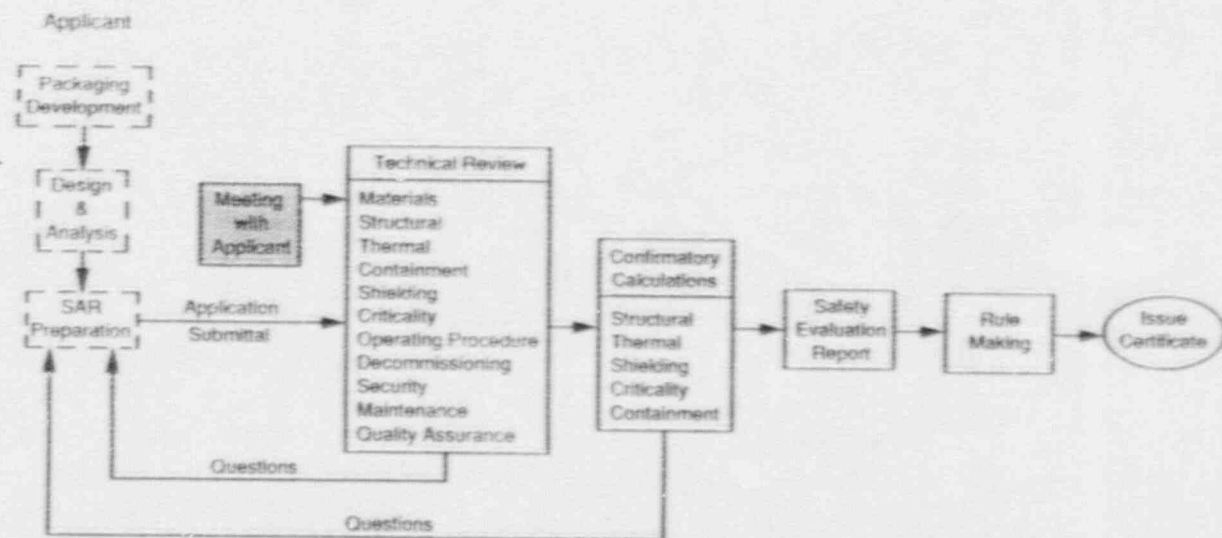 Applicant
Packaging
Development
Design
&
Analysis
SAR
Preparation
Application
Submittal
Meeting
with
Applicant
Technical Review
Materials
Structural
Thermal
Containment
Shielding
Criticality
Operating Procedure
Decommissioning
Security
Maintenance
Quality Assurance
Confirmatory
Calculations
Structural
Thermal
Shielding
Criticality
Containment
Safety
Evaluation
Report
Rule
Making
Issue
Certificate
Questions
Questions